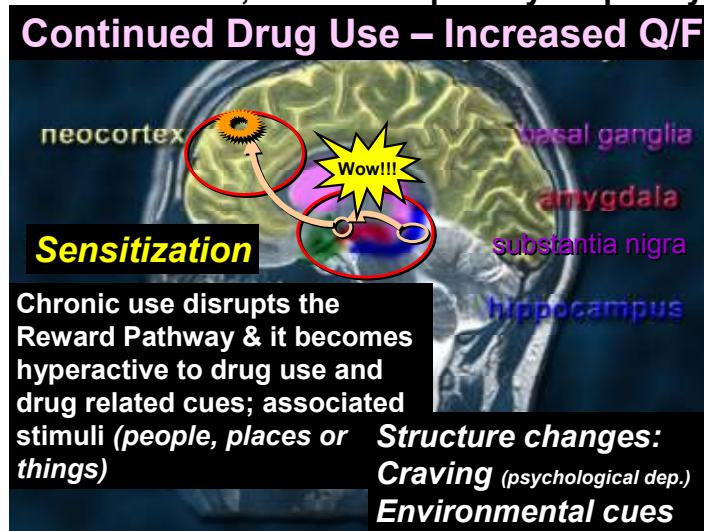 Continued Drug Use – Increased Q/F
neocortex
basal ganglia
Wow!!!
amygdala
Sensitization
substantia nigra
hippocampus
Chronic use disrupts the
Reward Pathway & it becomes
hyperactive to drug use and
drug related cues; associated
stimuli (people, places or
things)
Structure changes:
Craving (psychological dep.)
Environmental cues